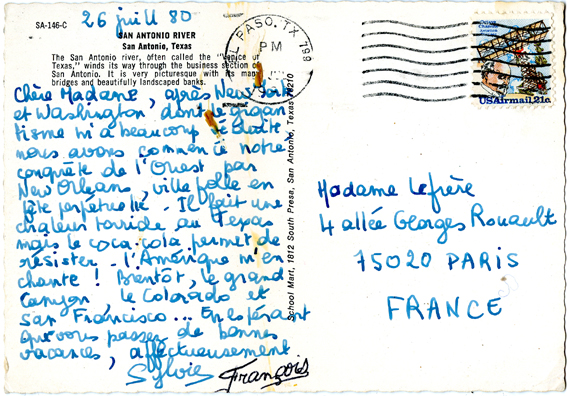 26 juill 80
SA-146-C
SAN ANTONIO RIVER
San Antonio, Texas
The San Antonio river, often called the "Venice of
Texas," winds its way through the business section of
San Antonio. It is very picturesque with its many
bridges and beautifully landscaped banks.
Chère Madame, après New York
et Washington dont le gigan
tisme m'a beaucoup
nous avons commencé notre
conquête de l'Ouest par
New Orleans, ville folle en
fête perpétuelle. Il fait une
chaleur torride au Texas
mais le coca-cola permet de
résister. l'Amérique m'en
chante ! Bientôt, le grand
Canyon, le Colorado et
San Francisco... En espérant
que vous passez de bonnes
vacances, affectueusement
Sylvie François
School Mart, 1812 South Presa, San Antonio, Texas 78210
EL PASO, TX 799
PM
USAirmail 21c
Madame Lefrère
4 allée Georges Rouault
75020 PARIS
FRANCE